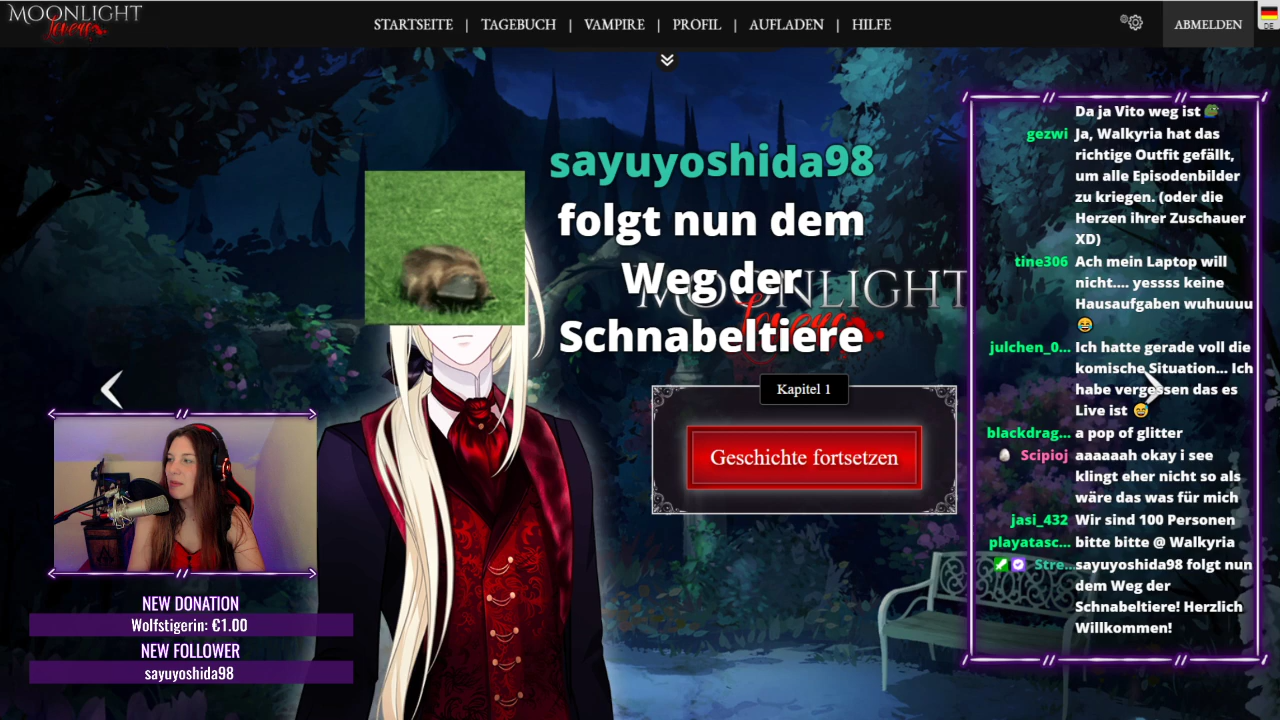 MOONLIGHT
Lovers
STARTSEITE | TAGEBUCH | VAMPIRE | PROFIL | AUFLADEN | HILFE
ABMELDEN
DE
sayuyoshida98
folgt nun dem
Weg der
Schnabeltiere
MOONLIGHT
Lovers
Kapitel 1
Geschichte fortsetzen
NEW DONATION
Wolfstigerin: €1.00
NEW FOLLOWER
sayuyoshida98
Da ja Vito weg ist
gezwi Ja, Walkyria hat das
richtige Outfit gefällt,
um alle Episodenbilder
zu kriegen. (oder die
Herzen ihrer Zuschauer
XD)
tine306 Ach mein Laptop will
nicht.... yessss keine
Hausaufgaben wuhuuuu
julchen_0... Ich hatte gerade voll die
komische Situation... Ich
habe vergessen das es
Live ist
blackdrag... a pop of glitter
Scipioj aaaaaah okay i see
klingt eher nicht so als
wäre das was für mich
jasi_432 Wir sind 100 Personen
playatasc... bitte bitte @ Walkyria
Stre... sayuyoshida98 folgt nun
dem Weg der
Schnabeltiere! Herzlich
Willkommen!